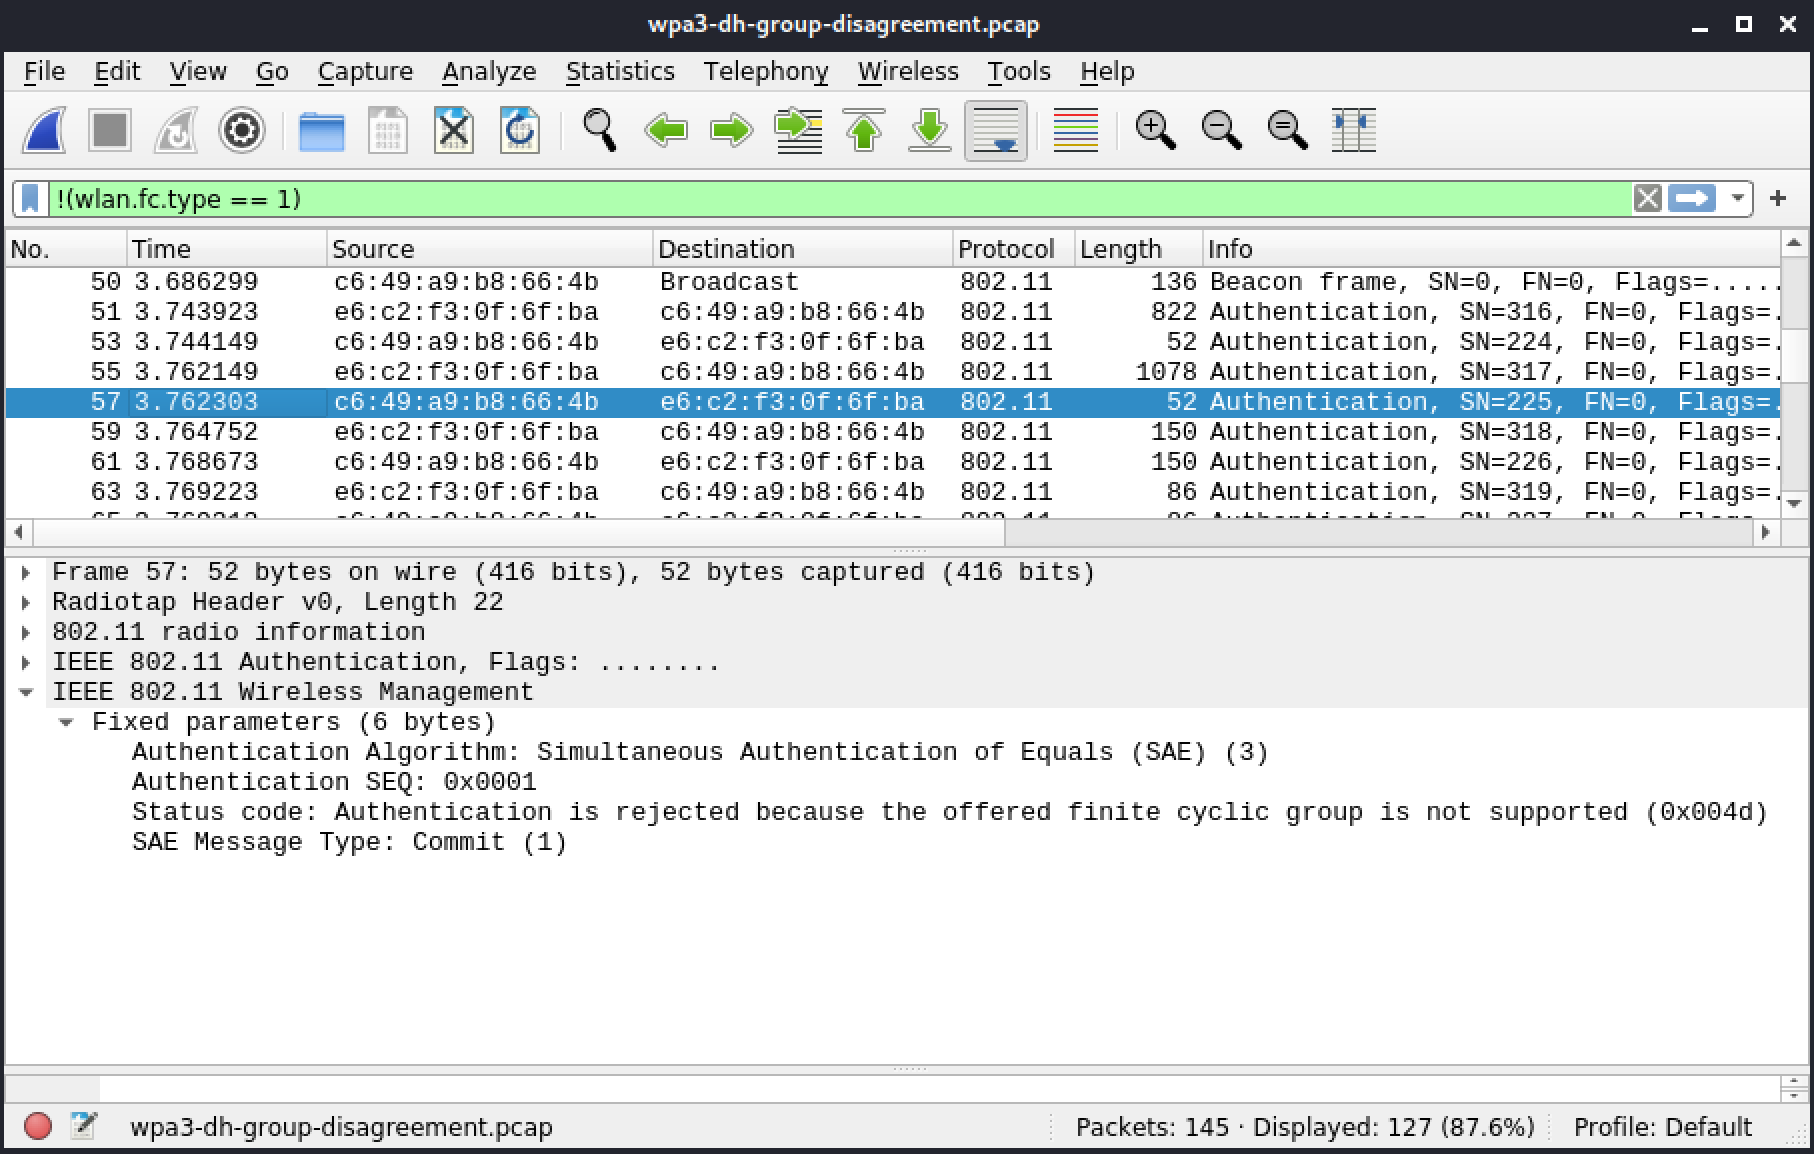 wpa3-dh-group-disagreement.pcap
File Edit View Go Capture Analyze Statistics Telephony Wireless Tools Help
!(wlan.fc.type == 1)
No. Time Source Destination Protocol Length Info
50 3.686299 c6:49:a9:b8:66:4b Broadcast 802.11 136 Beacon frame, SN=0, FN=0, Flags=.....
51 3.743923 e6:c2:f3:0f:6f:ba c6:49:a9:b8:66:4b 802.11 822 Authentication, SN=316, FN=0, Flags=.
53 3.744149 c6:49:a9:b8:66:4b e6:c2:f3:0f:6f:ba 802.11 52 Authentication, SN=224, FN=0, Flags=.
55 3.762149 e6:c2:f3:0f:6f:ba c6:49:a9:b8:66:4b 802.11 1078 Authentication, SN=317, FN=0, Flags=.
57 3.762303 c6:49:a9:b8:66:4b e6:c2:f3:0f:6f:ba 802.11 52 Authentication, SN=225, FN=0, Flags=.
59 3.764752 e6:c2:f3:0f:6f:ba c6:49:a9:b8:66:4b 802.11 150 Authentication, SN=318, FN=0, Flags=.
61 3.768673 c6:49:a9:b8:66:4b e6:c2:f3:0f:6f:ba 802.11 150 Authentication, SN=226, FN=0, Flags=.
63 3.769223 e6:c2:f3:0f:6f:ba c6:49:a9:b8:66:4b 802.11 86 Authentication, SN=319, FN=0, Flags=.
Frame 57: 52 bytes on wire (416 bits), 52 bytes captured (416 bits)
Radiotap Header v0, Length 22
802.11 radio information
IEEE 802.11 Authentication, Flags: ........
IEEE 802.11 Wireless Management
Fixed parameters (6 bytes)
Authentication Algorithm: Simultaneous Authentication of Equals (SAE) (3)
Authentication SEQ: 0x0001
Status code: Authentication is rejected because the offered finite cyclic group is not supported (0x004d)
SAE Message Type: Commit (1)
wpa3-dh-group-disagreement.pcap Packets: 145 · Displayed: 127 (87.6%) Profile: Default